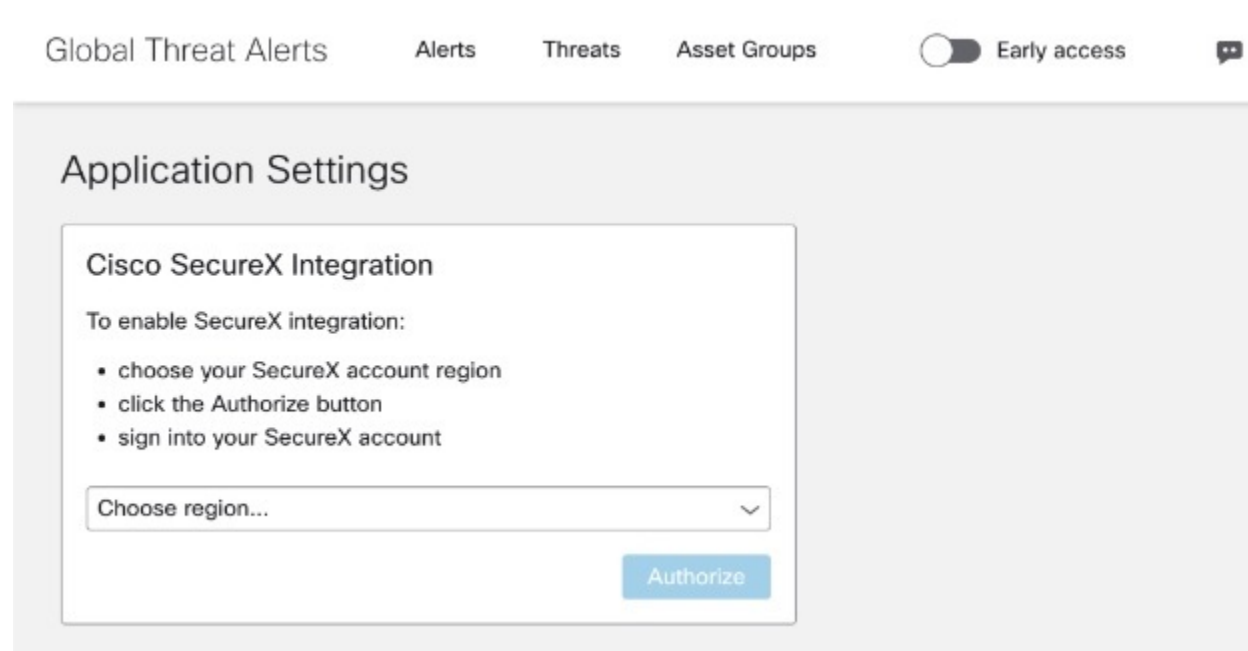 Global Threat Alerts Alerts Threats Asset Groups Early access
Application Settings
Cisco SecureX Integration
To enable SecureX integration:
• choose your SecureX account region
• click the Authorize button
• sign into your SecureX account
Choose region...
Authorize